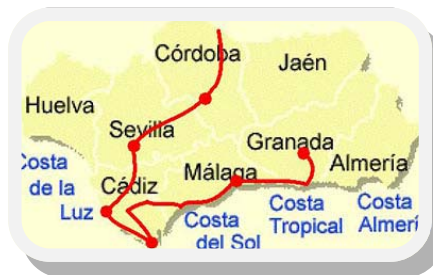 Córdoba
Jaén
Huelva
Sevilla
Granada
Almería
Málaga
Cádiz
Costa
de la
Luz
Costa
del Sol
Costa
Tropical
Costa
Almerí